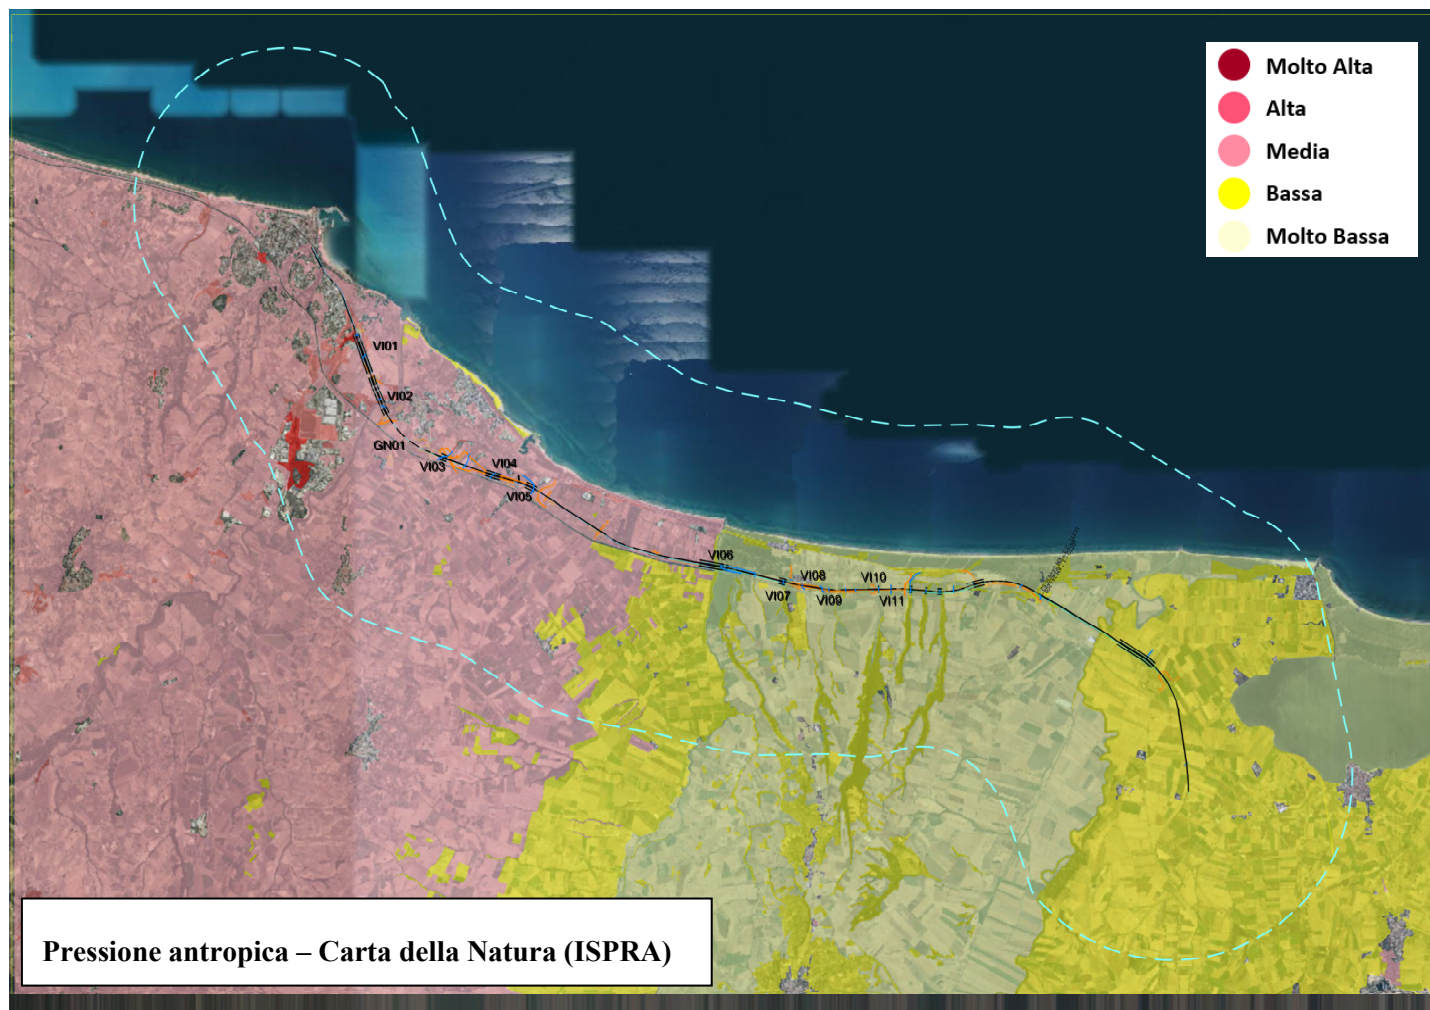 Molto Alta
Alta
Media
Bassa
Molto Bassa
VI01
VI02
GN01
VI03
VI04
VI05
VI06
VI07
VI08
VI09
VI10
VI11
Pressione antropica – Carta della Natura (ISPRA)